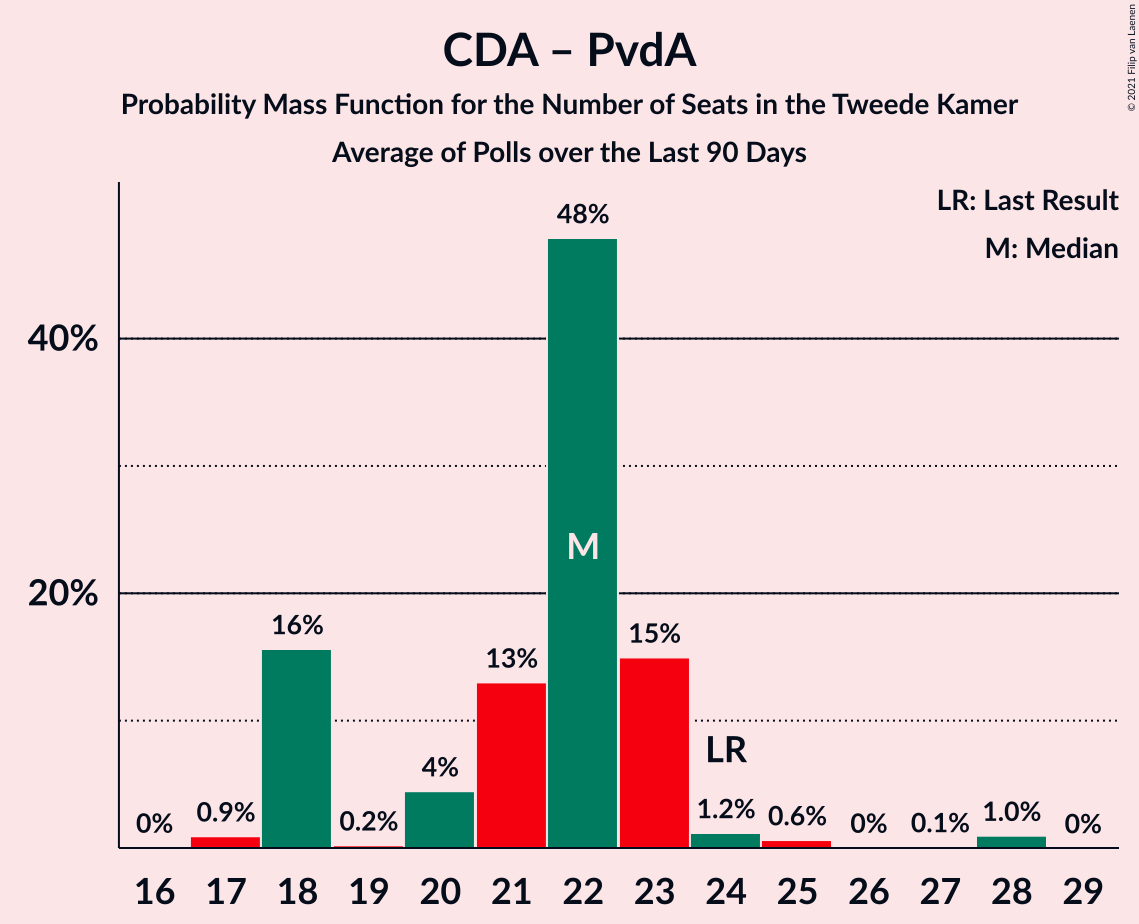 CDA – PvdA
Probability Mass Function for the Number of Seats in the Tweede Kamer
Average of Polls over the Last 90 Days
© 2021 Filip van Laenen
LR: Last Result
M: Median
40%
20%
0%
0.9%
16%
0.2%
4%
13%
48%
M
15%
LR
1.2%
0.6%
0%
0.1%
1.0%
0%
16 17 18 19 20 21 22 23 24 25 26 27 28 29